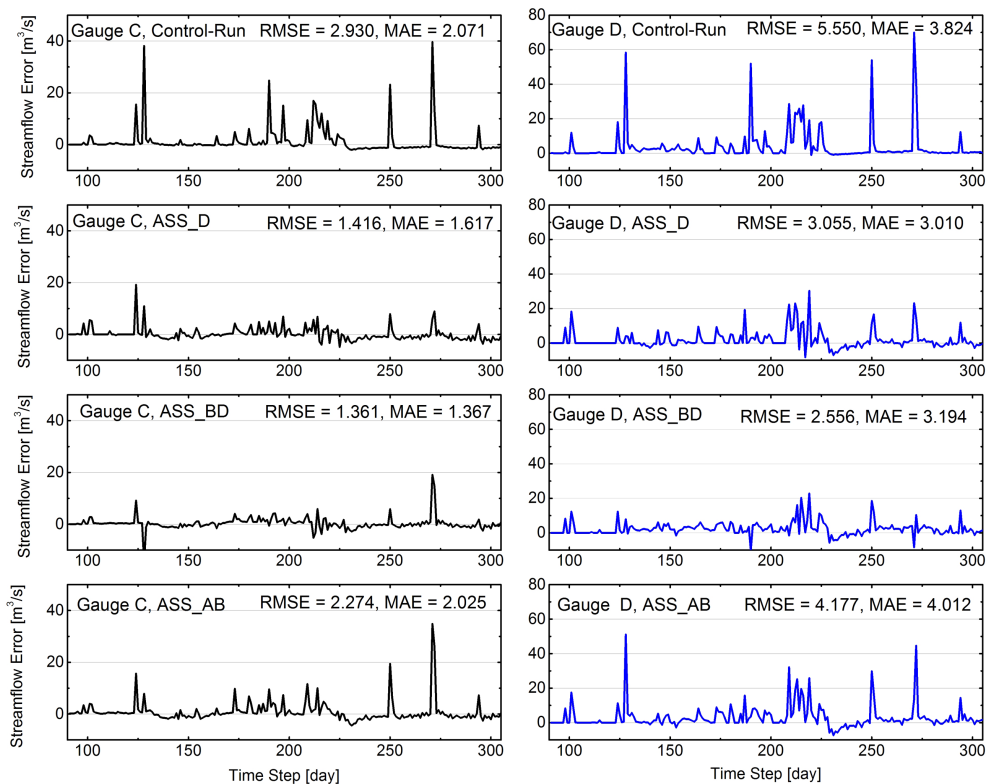 Gauge C, Control-Run RMSE = 2.930, MAE = 2.071
Streamflow Error [m³/s]
40
20
0
100 150 200 250 300
Gauge D, Control-Run RMSE = 5.550, MAE = 3.824
80
60
40
20
0
100 150 200 250 300
Gauge C, ASS_D RMSE = 1.416, MAE = 1.617
Streamflow Error [m³/s]
40
20
0
100 150 200 250 300
Gauge D, ASS_D RMSE = 3.055, MAE = 3.010
80
60
40
20
0
100 150 200 250 300
Gauge C, ASS_BD RMSE = 1.361, MAE = 1.367
Streamflow Error [m³/s]
40
20
0
100 150 200 250 300
Gauge D, ASS_BD RMSE = 2.556, MAE = 3.194
80
60
40
20
0
100 150 200 250 300
Gauge C, ASS_AB RMSE = 2.274, MAE = 2.025
Streamflow Error [m³/s]
40
20
0
100 150 200 250 300
Time Step [day]
Gauge D, ASS_AB RMSE = 4.177, MAE = 4.012
80
60
40
20
0
100 150 200 250 300
Time Step [day]